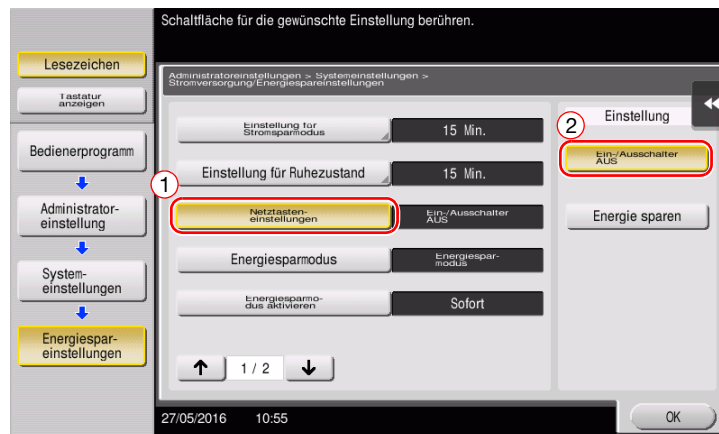 Schaltfläche für die gewünschte Einstellung berühren.
Lesezeichen
Tastatur
anzeigen
Bedienerprogramm
Administrator-
einstellung
System-
einstellungen
Energiespar-
einstellungen
Administratoreinstellungen > Systemeinstellungen >
Stromversorgung/Energiespareinstellungen
Einstellung für
Stromsparmodus
15 Min.
Einstellung für Ruhezustand
15 Min.
1
Netztasten-
einstellungen
Ein-/Ausschalter
AUS
Energiesparmodus
Energiespar-
modus
Energiesparmo-
dus aktivieren
Sofort
1 / 2
Einstellung
2
Ein-/Ausschalter
AUS
Energie sparen
27/05/2016 10:55
OK